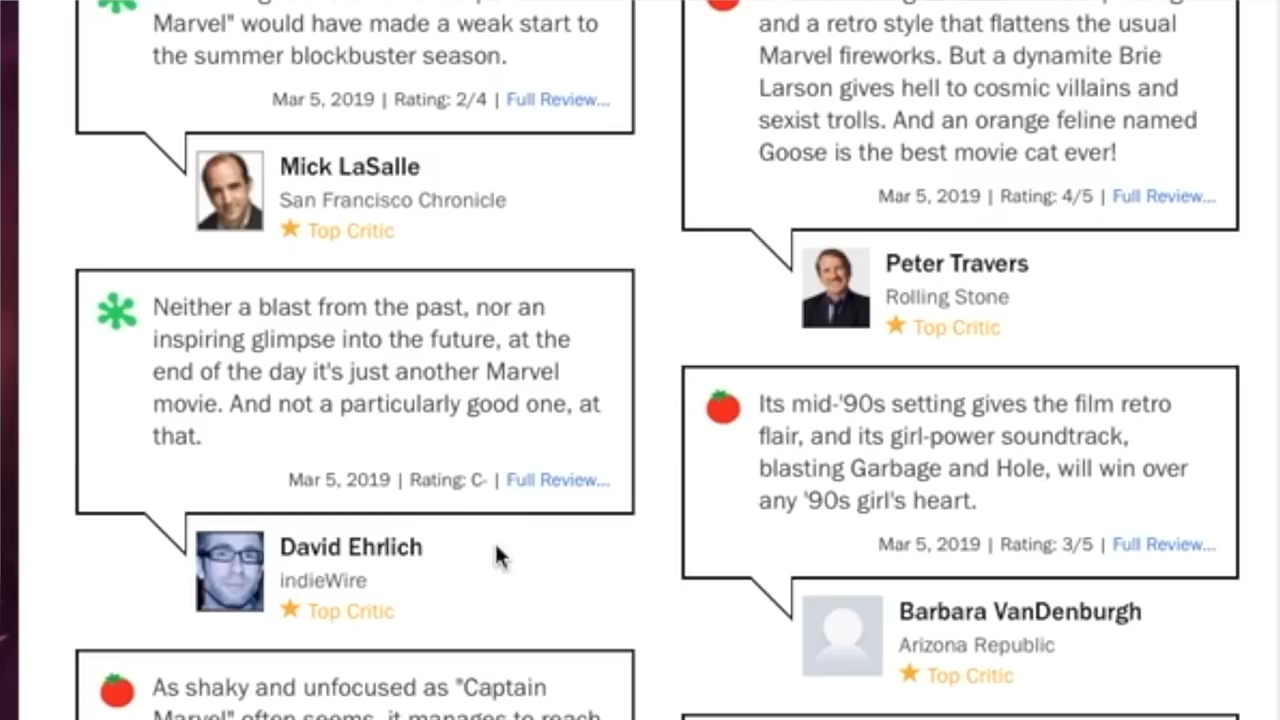 Marvel" would have made a weak start to
the summer blockbuster season.
Mar 5, 2019 | Rating: 2/4 | Full Review...
Mick LaSalle
San Francisco Chronicle
Top Critic
Neither a blast from the past, nor an
inspiring glimpse into the future, at the
end of the day it's just another Marvel
movie. And not a particularly good one, at
that.
Mar 5, 2019 | Rating: C- | Full Review...
David Ehrlich
indieWire
Top Critic
As shaky and unfocused as "Captain
Marvel" often seems, it manages to reach
and a retro style that flattens the usual
Marvel fireworks. But a dynamite Brie
Larson gives hell to cosmic villains and
sexist trolls. And an orange feline named
Goose is the best movie cat ever!
Mar 5, 2019 | Rating: 4/5 | Full Review...
Peter Travers
Rolling Stone
Top Critic
Its mid-'90s setting gives the film retro
flair, and its girl-power soundtrack,
blasting Garbage and Hole, will win over
any '90s girl's heart.
Mar 5, 2019 | Rating: 3/5 | Full Review...
Barbara VanDenburgh
Arizona Republic
Top Critic